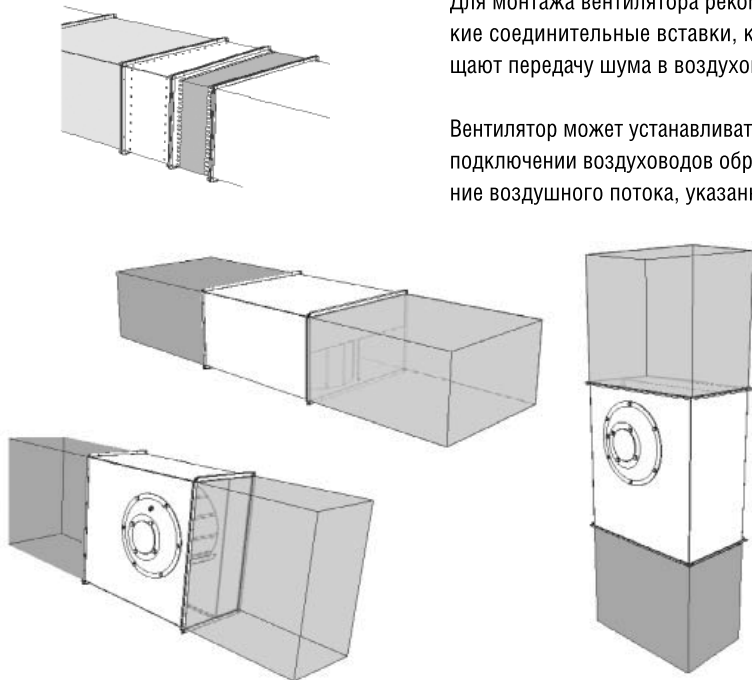 Для монтажа вентилятора реко
кие соединительные вставки, к
щают передачу шума в воздухо
Вентилятор может устанавливат
подключении воздуховодов обр
ние воздушного потока, указан